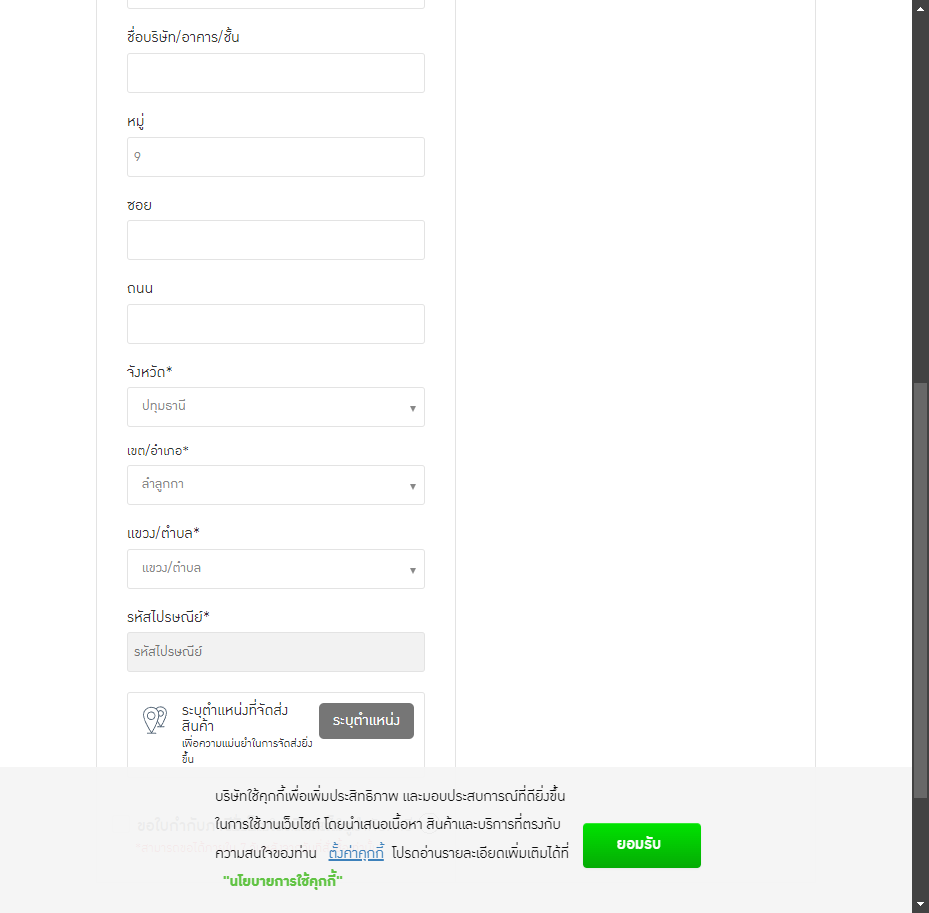 ชื่อบริษัท/อาคาร/ชั้น
หมู่
9
ซอย
ถนน
จังหวัด*
ปทุมธานี
เขต/อำเภอ*
ลำลูกกา
แขวง/ตำบล*
แขวง/ตำบล
รหัสไปรษณีย์*
รหัสไปรษณีย์
ระบุตำแหน่งที่จัดส่ง
สินค้า
เพื่อความแม่นยำในการจัดส่งยิ่ง
ขึ้น
ระบุตำแหน่ง
บริษัทใช้คุกกี้เพื่อเพิ่มประสิทธิภาพ และมอบประสบการณ์ที่ดียิ่งขึ้น
ในการใช้งานเว็บไซต์ โดยนำเสนอเนื้อหา สินค้าและบริการที่ตรงกับ
ความสนใจของท่าน ตั้งค่าคุกกี้ โปรดอ่านรายละเอียดเพิ่มเติมได้ที่
"นโยบายการใช้คุกกี้"
ยอมรับ